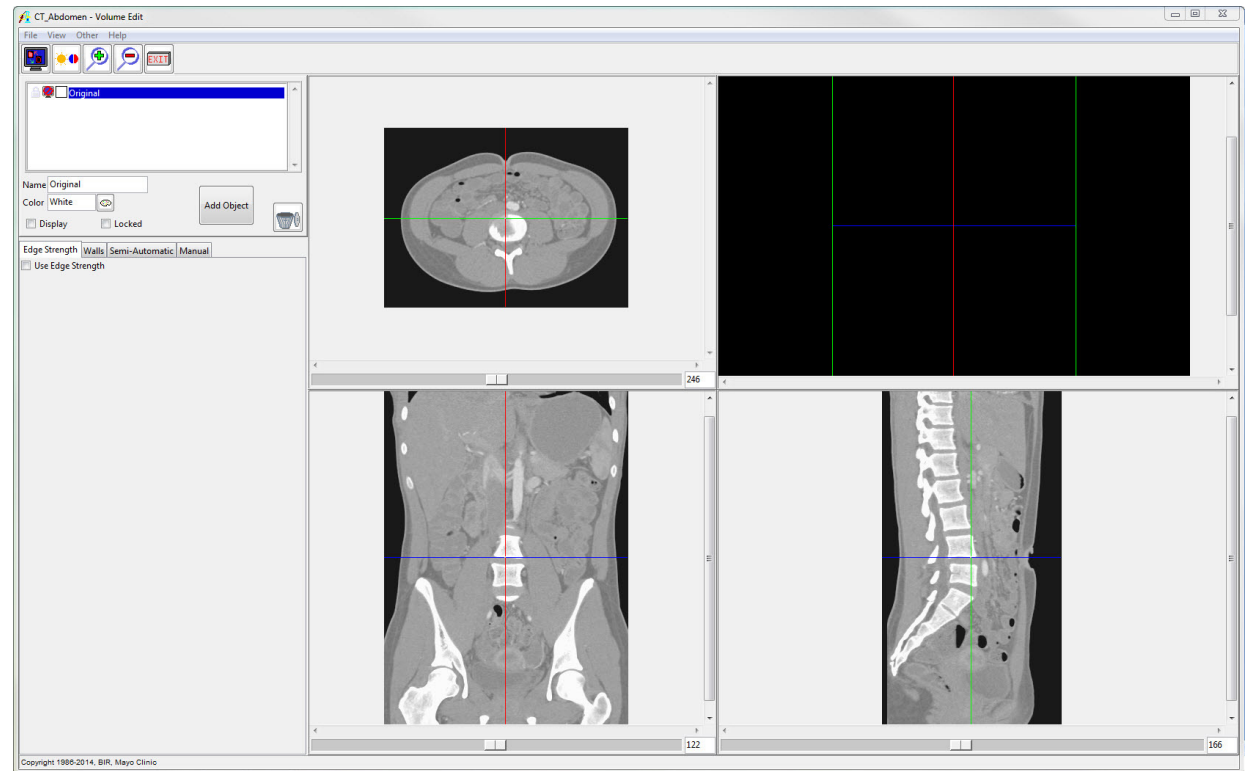 CT_Abdomen - Volume Edit
File View Other Help
EXIT
Original
Name Original
Color White
Add Object
Display Locked
Edge Strength Walls Semi-Automatic Manual
Use Edge Strength
246
122
166
Copyright 1986-2014, BIR, Mayo Clinic